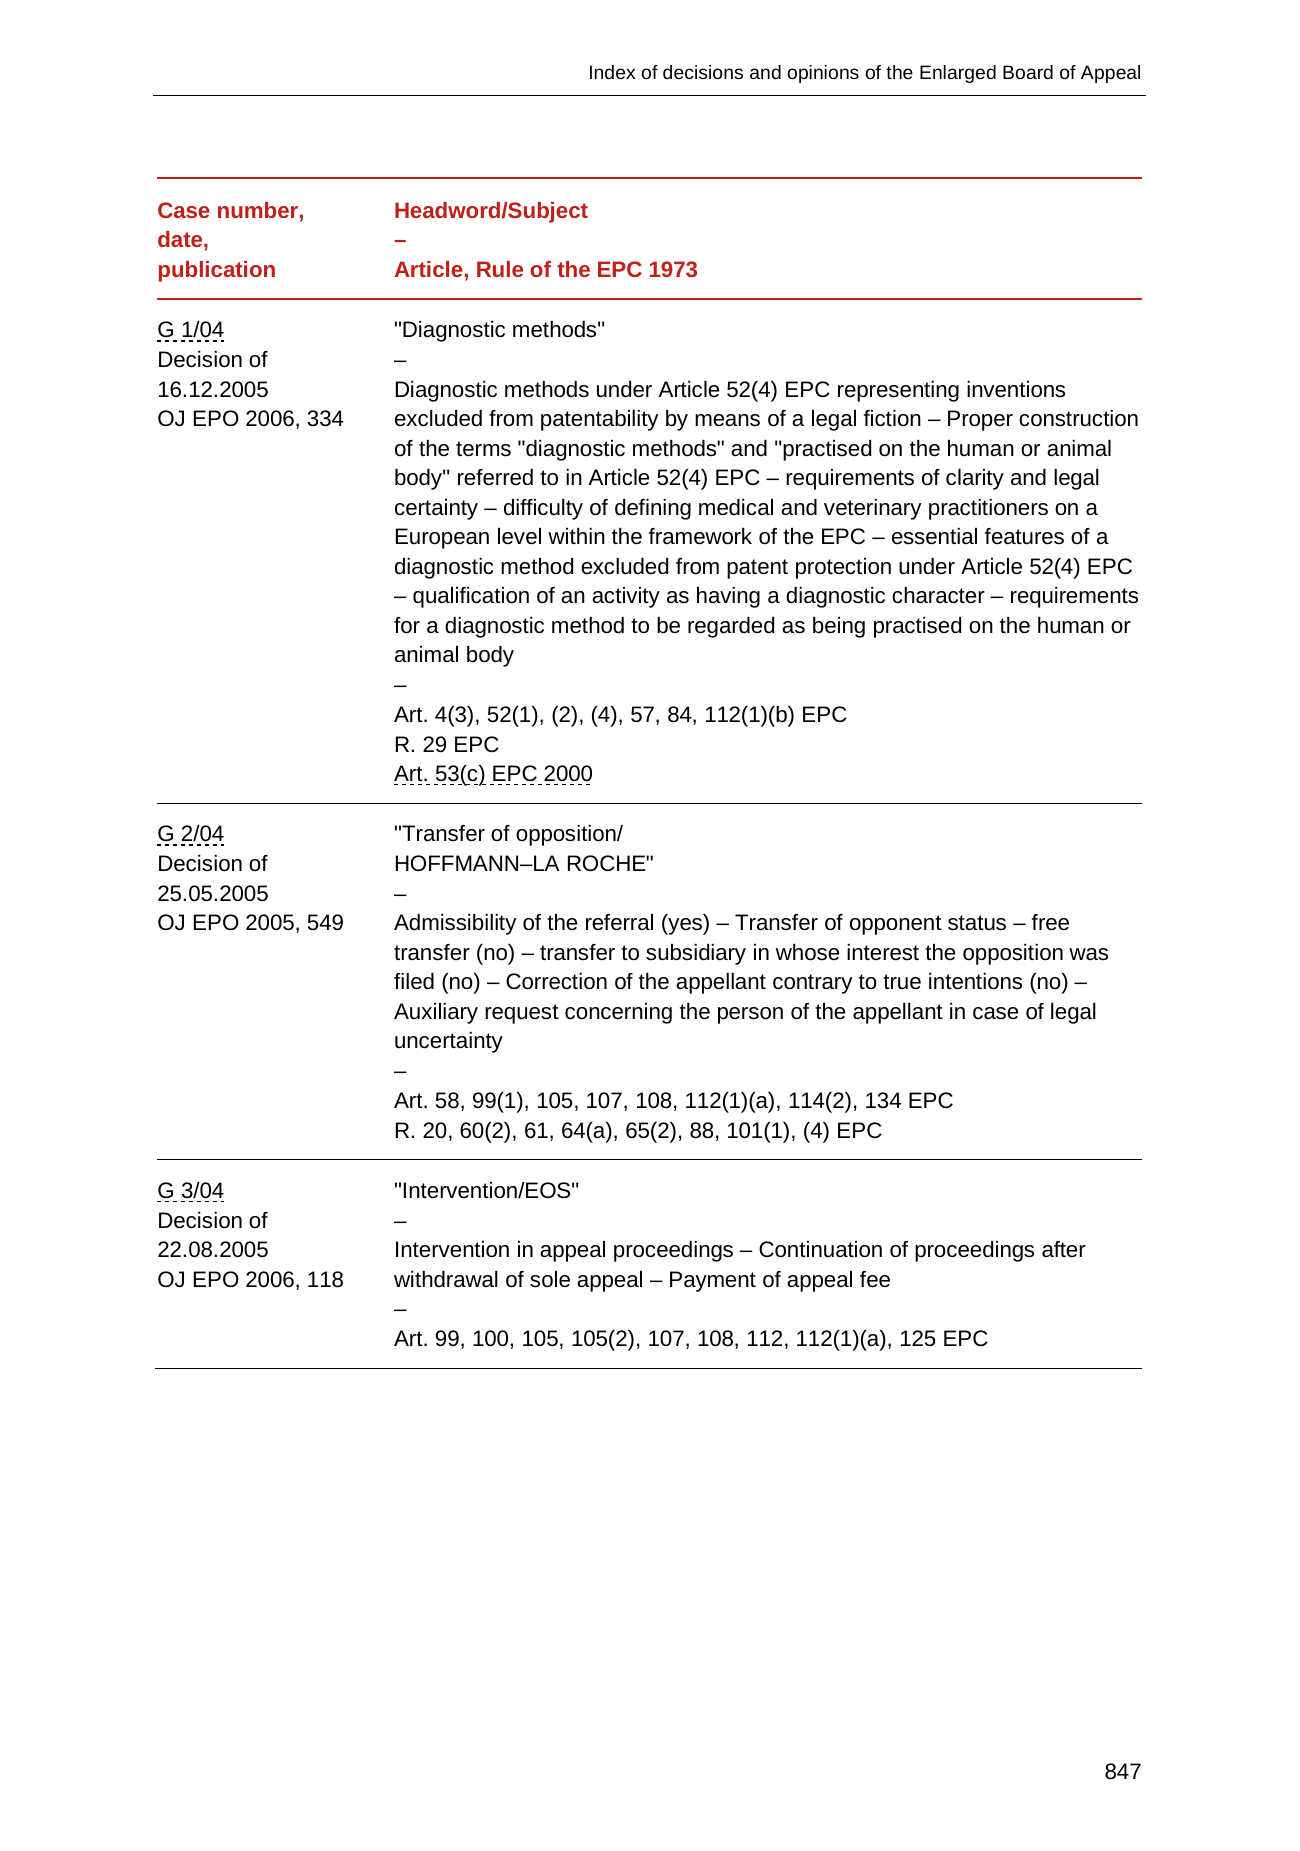 Index of decisions and opinions of the Enlarged Board of Appeal
Case number,
date,
publication
Headword/Subject
–
Article, Rule of the EPC 1973
G 1/04
Decision of
16.12.2005
OJ EPO 2006, 334
"Diagnostic methods"
–
Diagnostic methods under Article 52(4) EPC representing inventions
excluded from patentability by means of a legal fiction – Proper construction
of the terms "diagnostic methods" and "practised on the human or animal
body" referred to in Article 52(4) EPC – requirements of clarity and legal
certainty – difficulty of defining medical and veterinary practitioners on a
European level within the framework of the EPC – essential features of a
diagnostic method excluded from patent protection under Article 52(4) EPC
– qualification of an activity as having a diagnostic character – requirements
for a diagnostic method to be regarded as being practised on the human or
animal body
–
Art. 4(3), 52(1), (2), (4), 57, 84, 112(1)(b) EPC
R. 29 EPC
Art. 53(c) EPC 2000
G 2/04
Decision of
25.05.2005
OJ EPO 2005, 549
"Transfer of opposition/
HOFFMANN–LA ROCHE"
–
Admissibility of the referral (yes) – Transfer of opponent status – free
transfer (no) – transfer to subsidiary in whose interest the opposition was
filed (no) – Correction of the appellant contrary to true intentions (no) –
Auxiliary request concerning the person of the appellant in case of legal
uncertainty
–
Art. 58, 99(1), 105, 107, 108, 112(1)(a), 114(2), 134 EPC
R. 20, 60(2), 61, 64(a), 65(2), 88, 101(1), (4) EPC
G 3/04
Decision of
22.08.2005
OJ EPO 2006, 118
"Intervention/EOS"
–
Intervention in appeal proceedings – Continuation of proceedings after
withdrawal of sole appeal – Payment of appeal fee
–
Art. 99, 100, 105, 105(2), 107, 108, 112, 112(1)(a), 125 EPC
847